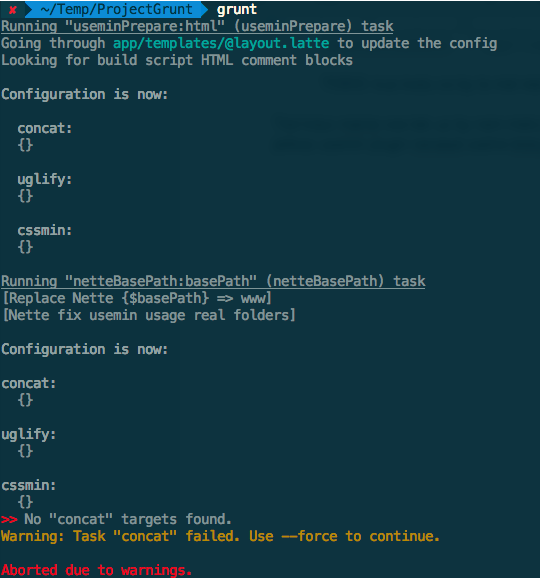 ✘ ~/Temp/ProjectGrunt grunt
Running "useminPrepare:html" (useminPrepare) task
Going through app/templates/@layout.latte to update the config
Looking for build script HTML comment blocks
Configuration is now:
concat:
{}
uglify:
{}
cssmin:
{}
Running "netteBasePath:basePath" (netteBasePath) task
[Replace Nette {$basePath} => www]
[Nette fix usemin usage real folders]
Configuration is now:
concat:
{}
uglify:
{}
cssmin:
{}
>> No "concat" targets found.
Warning: Task "concat" failed. Use --force to continue.
Aborted due to warnings.